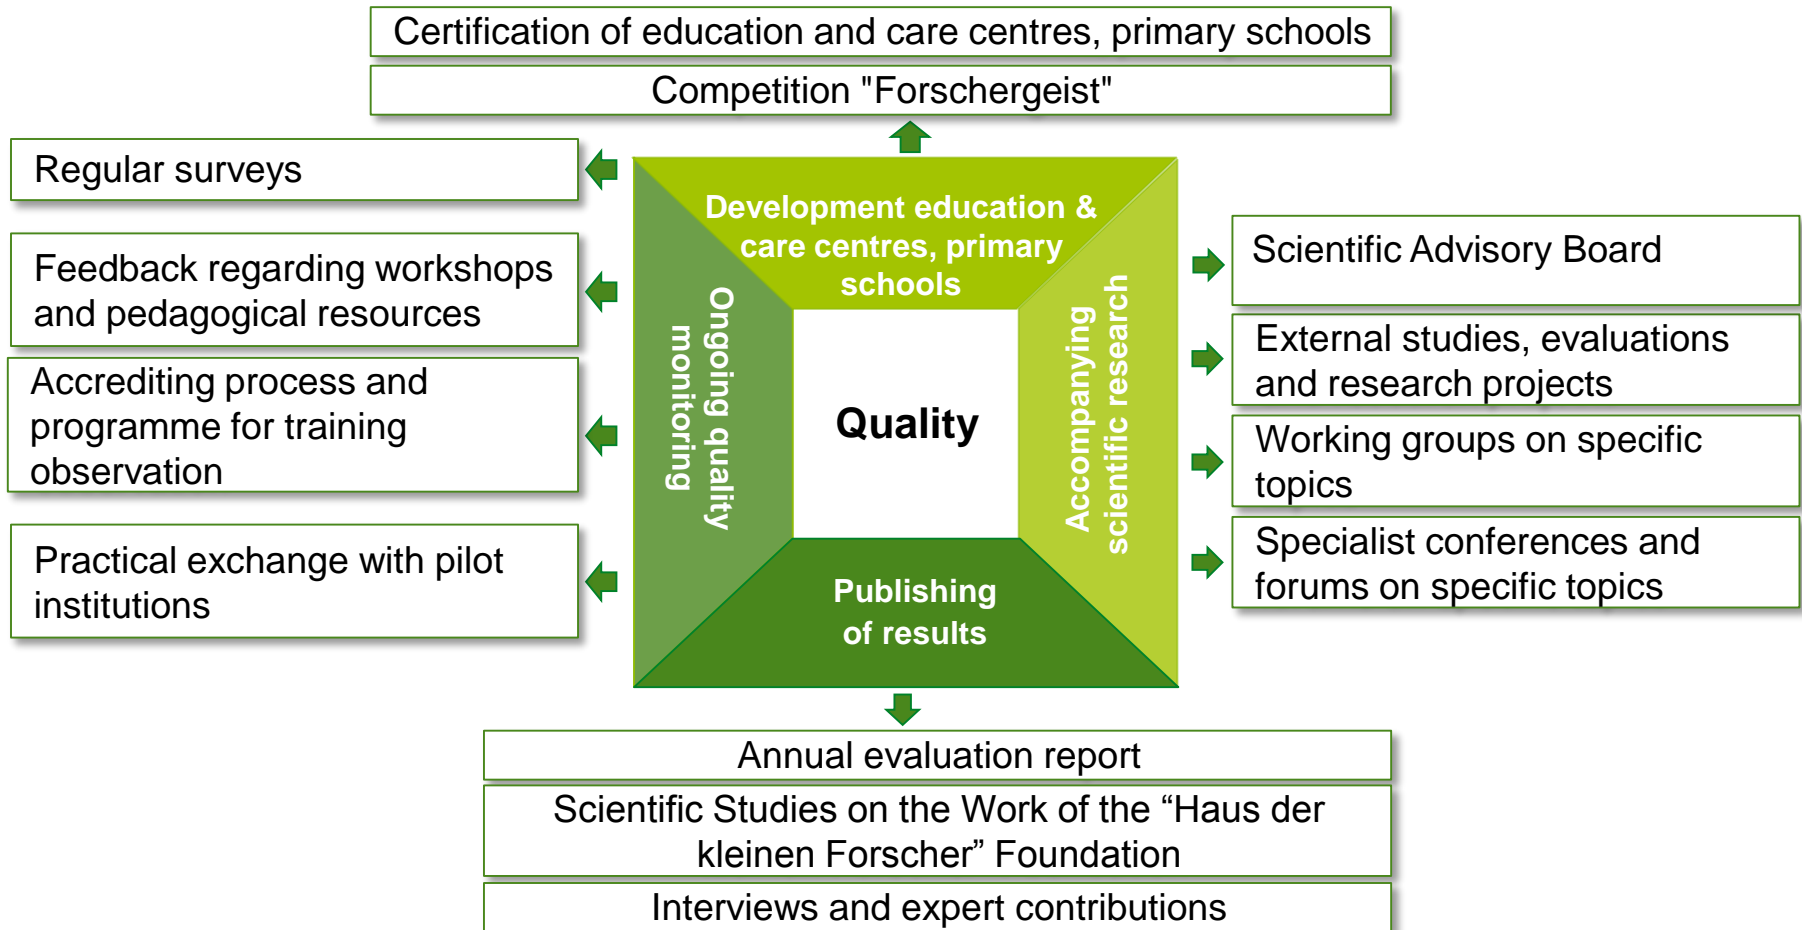 Certification of education and care centres, primary schools
Competition "Forschergeist"
Regular surveys
Feedback regarding workshops
and pedagogical resources
Accrediting process and
programme for training
observation
Practical exchange with pilot
institutions
Development education &
care centres, primary
schools
Ongoing quality
monitoring
Quality
Accompanying
scientific research
Publishing
of results
Scientific Advisory Board
External studies, evaluations
and research projects
Working groups on specific
topics
Specialist conferences and
forums on specific topics
Annual evaluation report
Scientific Studies on the Work of the “Haus der
kleinen Forscher” Foundation
Interviews and expert contributions